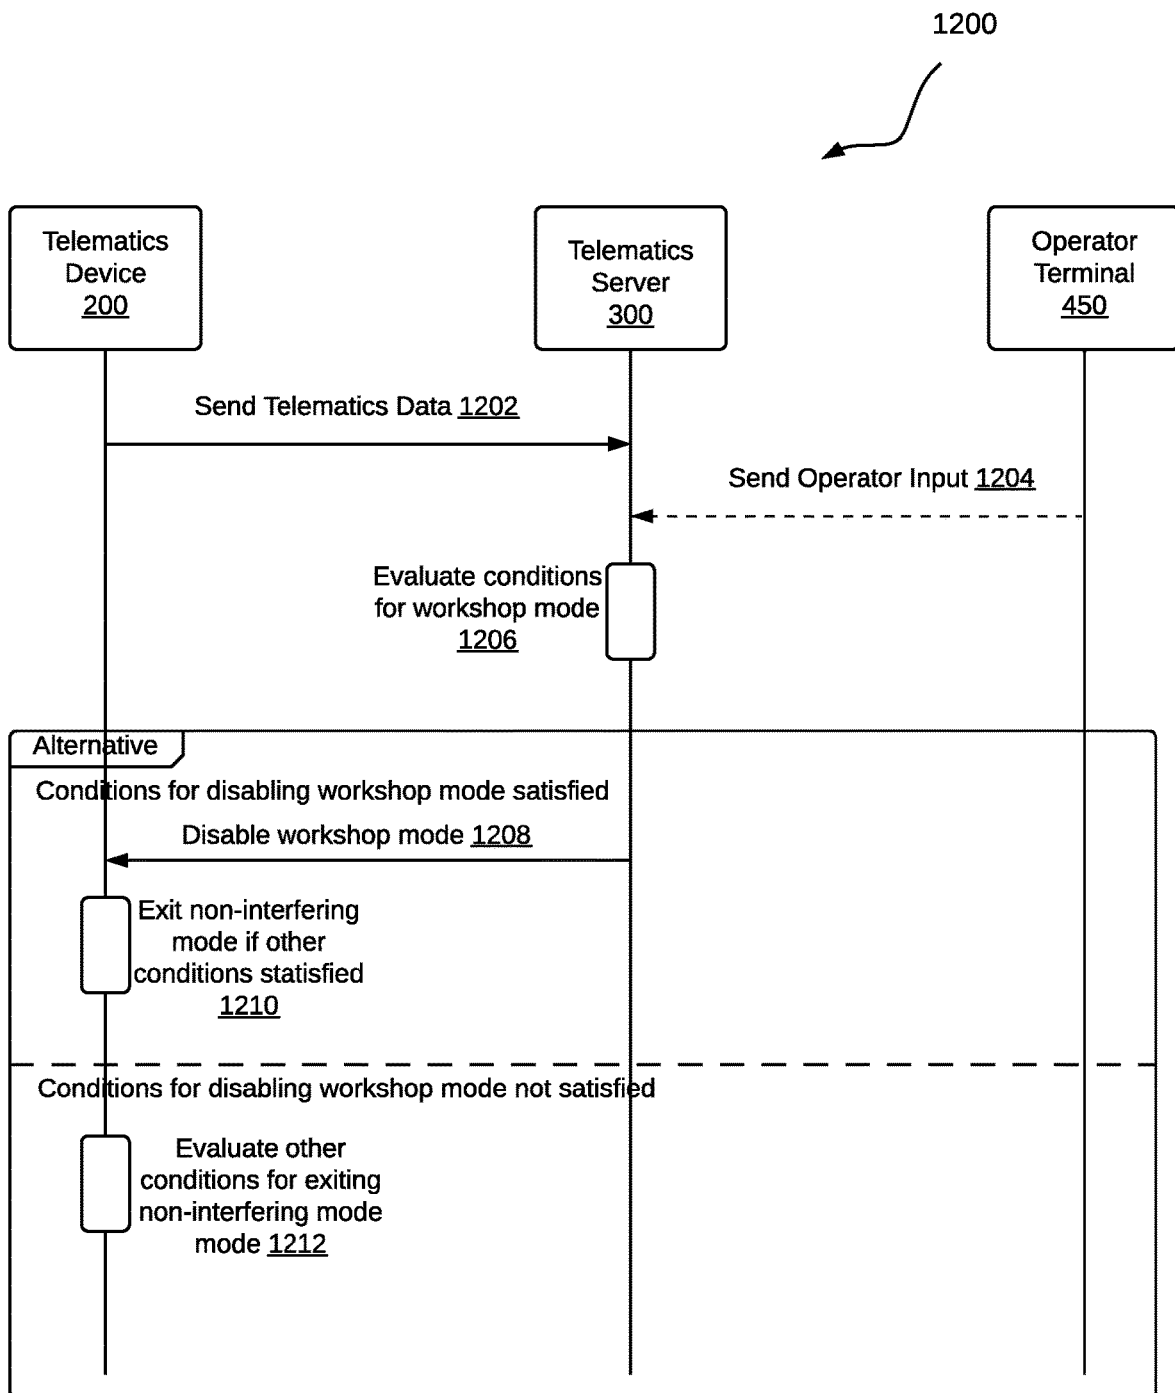 1200
Telematics
Device
200
Telematics
Server
300
Operator
Terminal
450
Send Telematics Data 1202
Send Operator Input 1204
Evaluate conditions
for workshop mode
1206
Alternative
Conditions for disabling workshop mode satisfied
Disable workshop mode 1208
Exit non-interfering
mode if other
conditions statisfied
1210
Conditions for disabling workshop mode not satisfied
Evaluate other
conditions for exiting
non-interfering mode
mode 1212